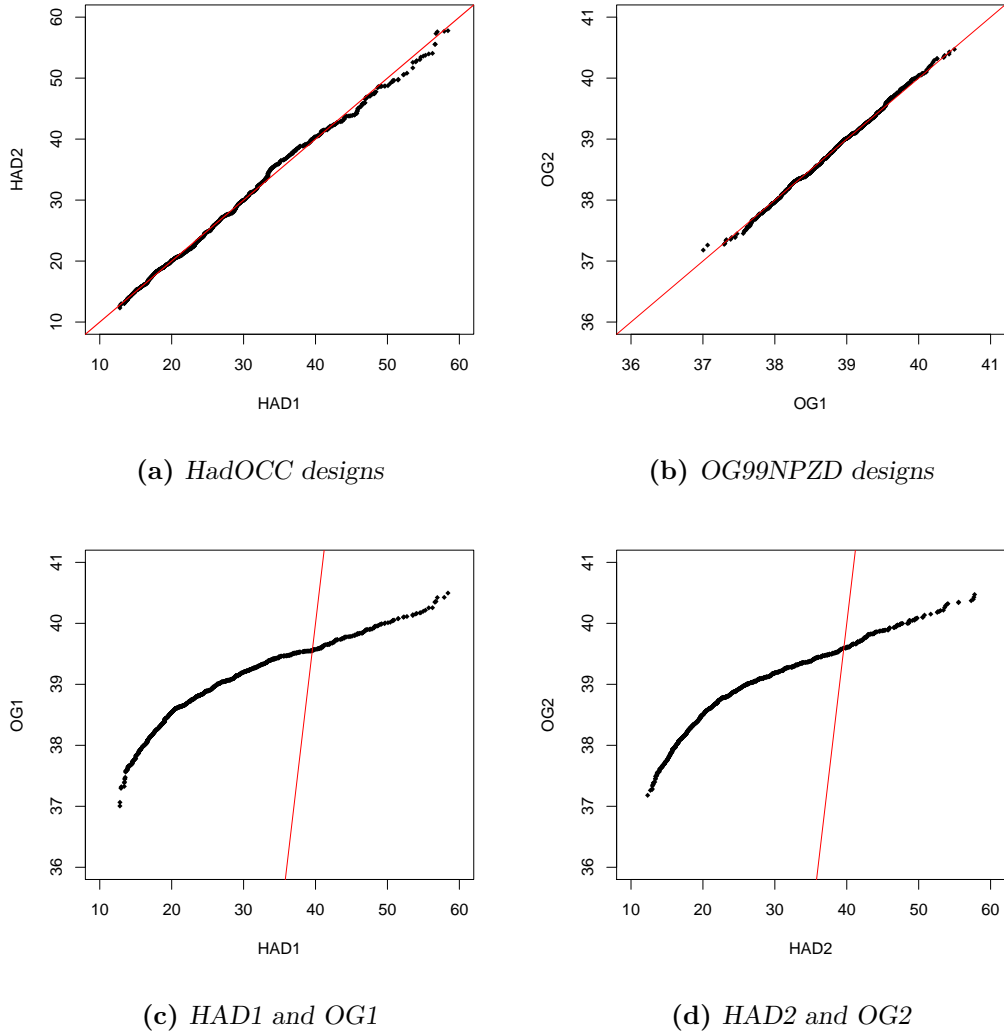 60
50
40
30
20
10
HAD2
10 20 30 40 50 60
HAD1
(a) HadOCC designs
41
40
39
38
37
36
OG2
36 37 38 39 40 41
OG1
(b) OG99NPZD designs
41
40
39
38
37
36
OG1
10 20 30 40 50 60
HAD1
(c) HAD1 and OG1
41
40
39
38
37
36
OG2
10 20 30 40 50 60
HAD2
(d) HAD2 and OG2